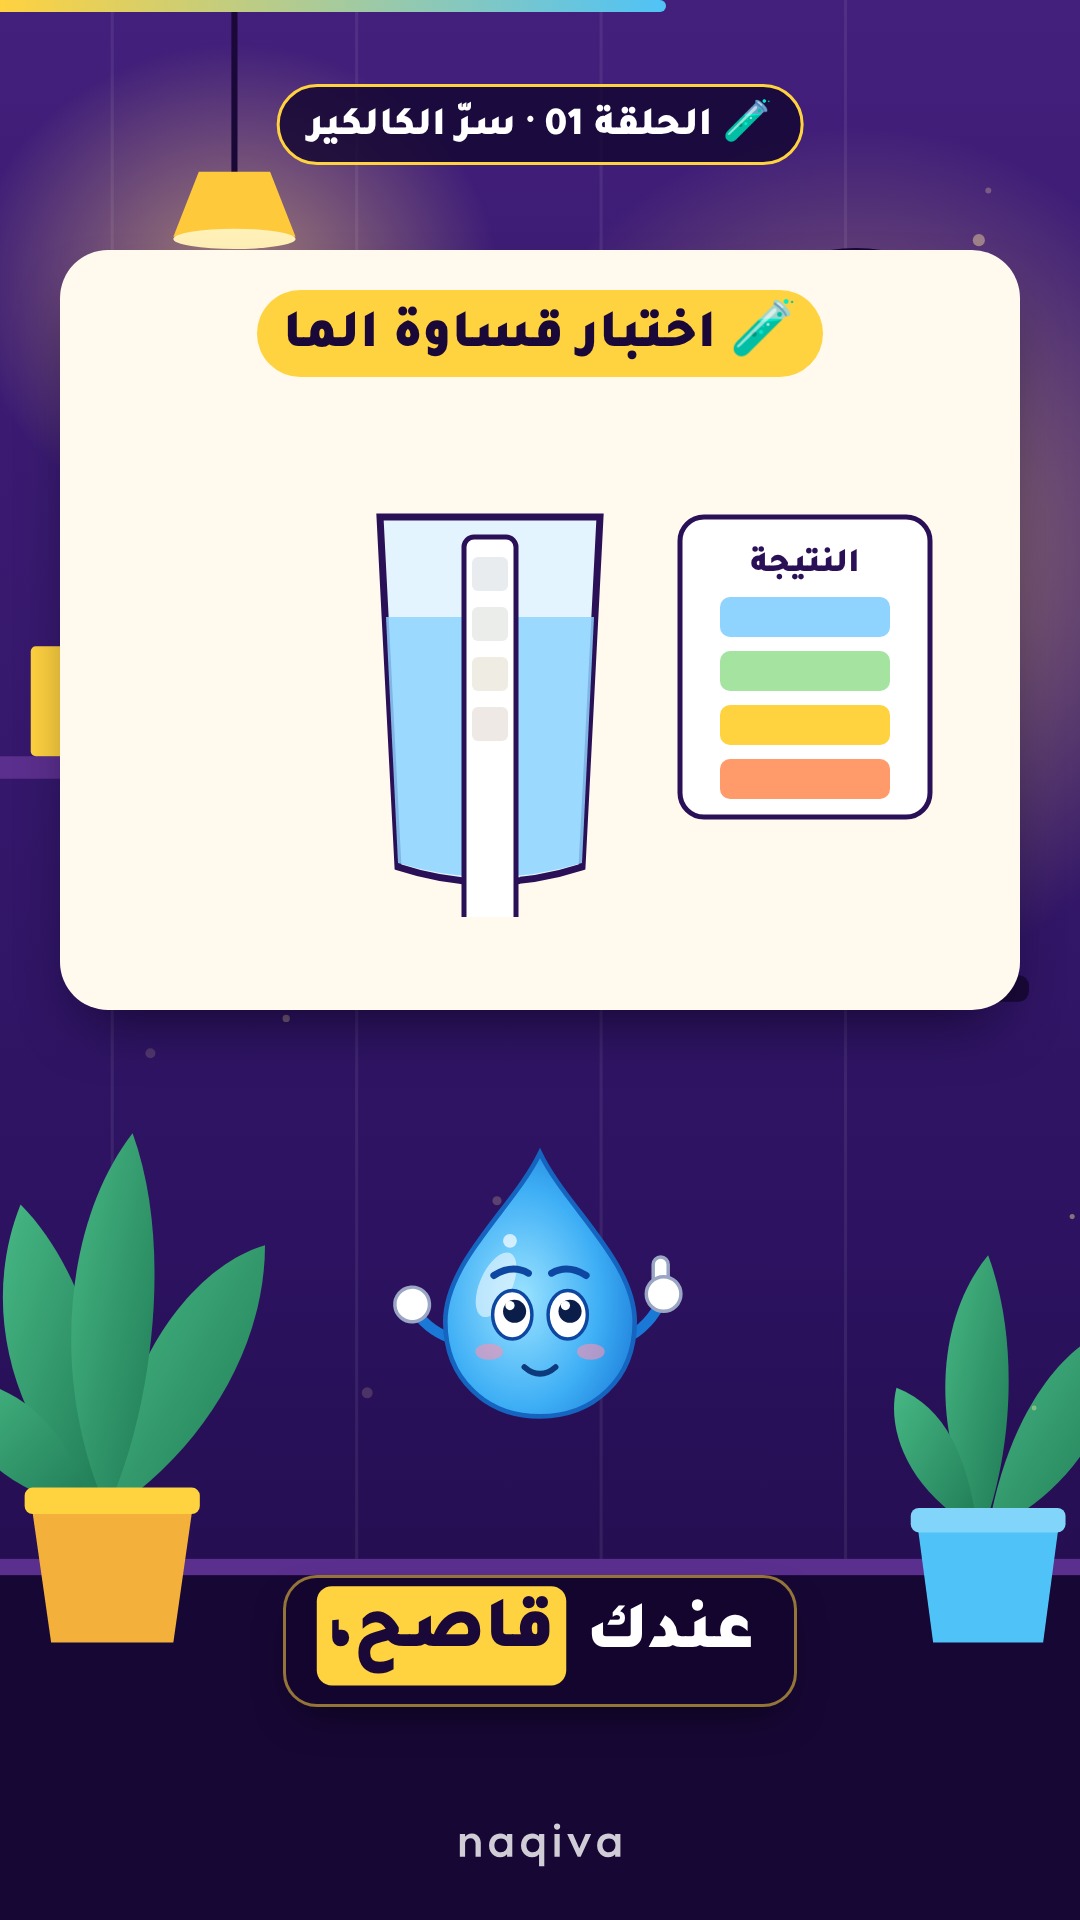 الحلقة 01 · سرّ الكالكير
اختبار قساوة الما
النتيجة
عندك قاصح،
naqiva